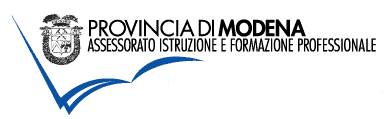 PROVINCIA DI MODENA
ASSESSORATO ISTRUZIONE E FORMAZIONE PROFESSIONALE